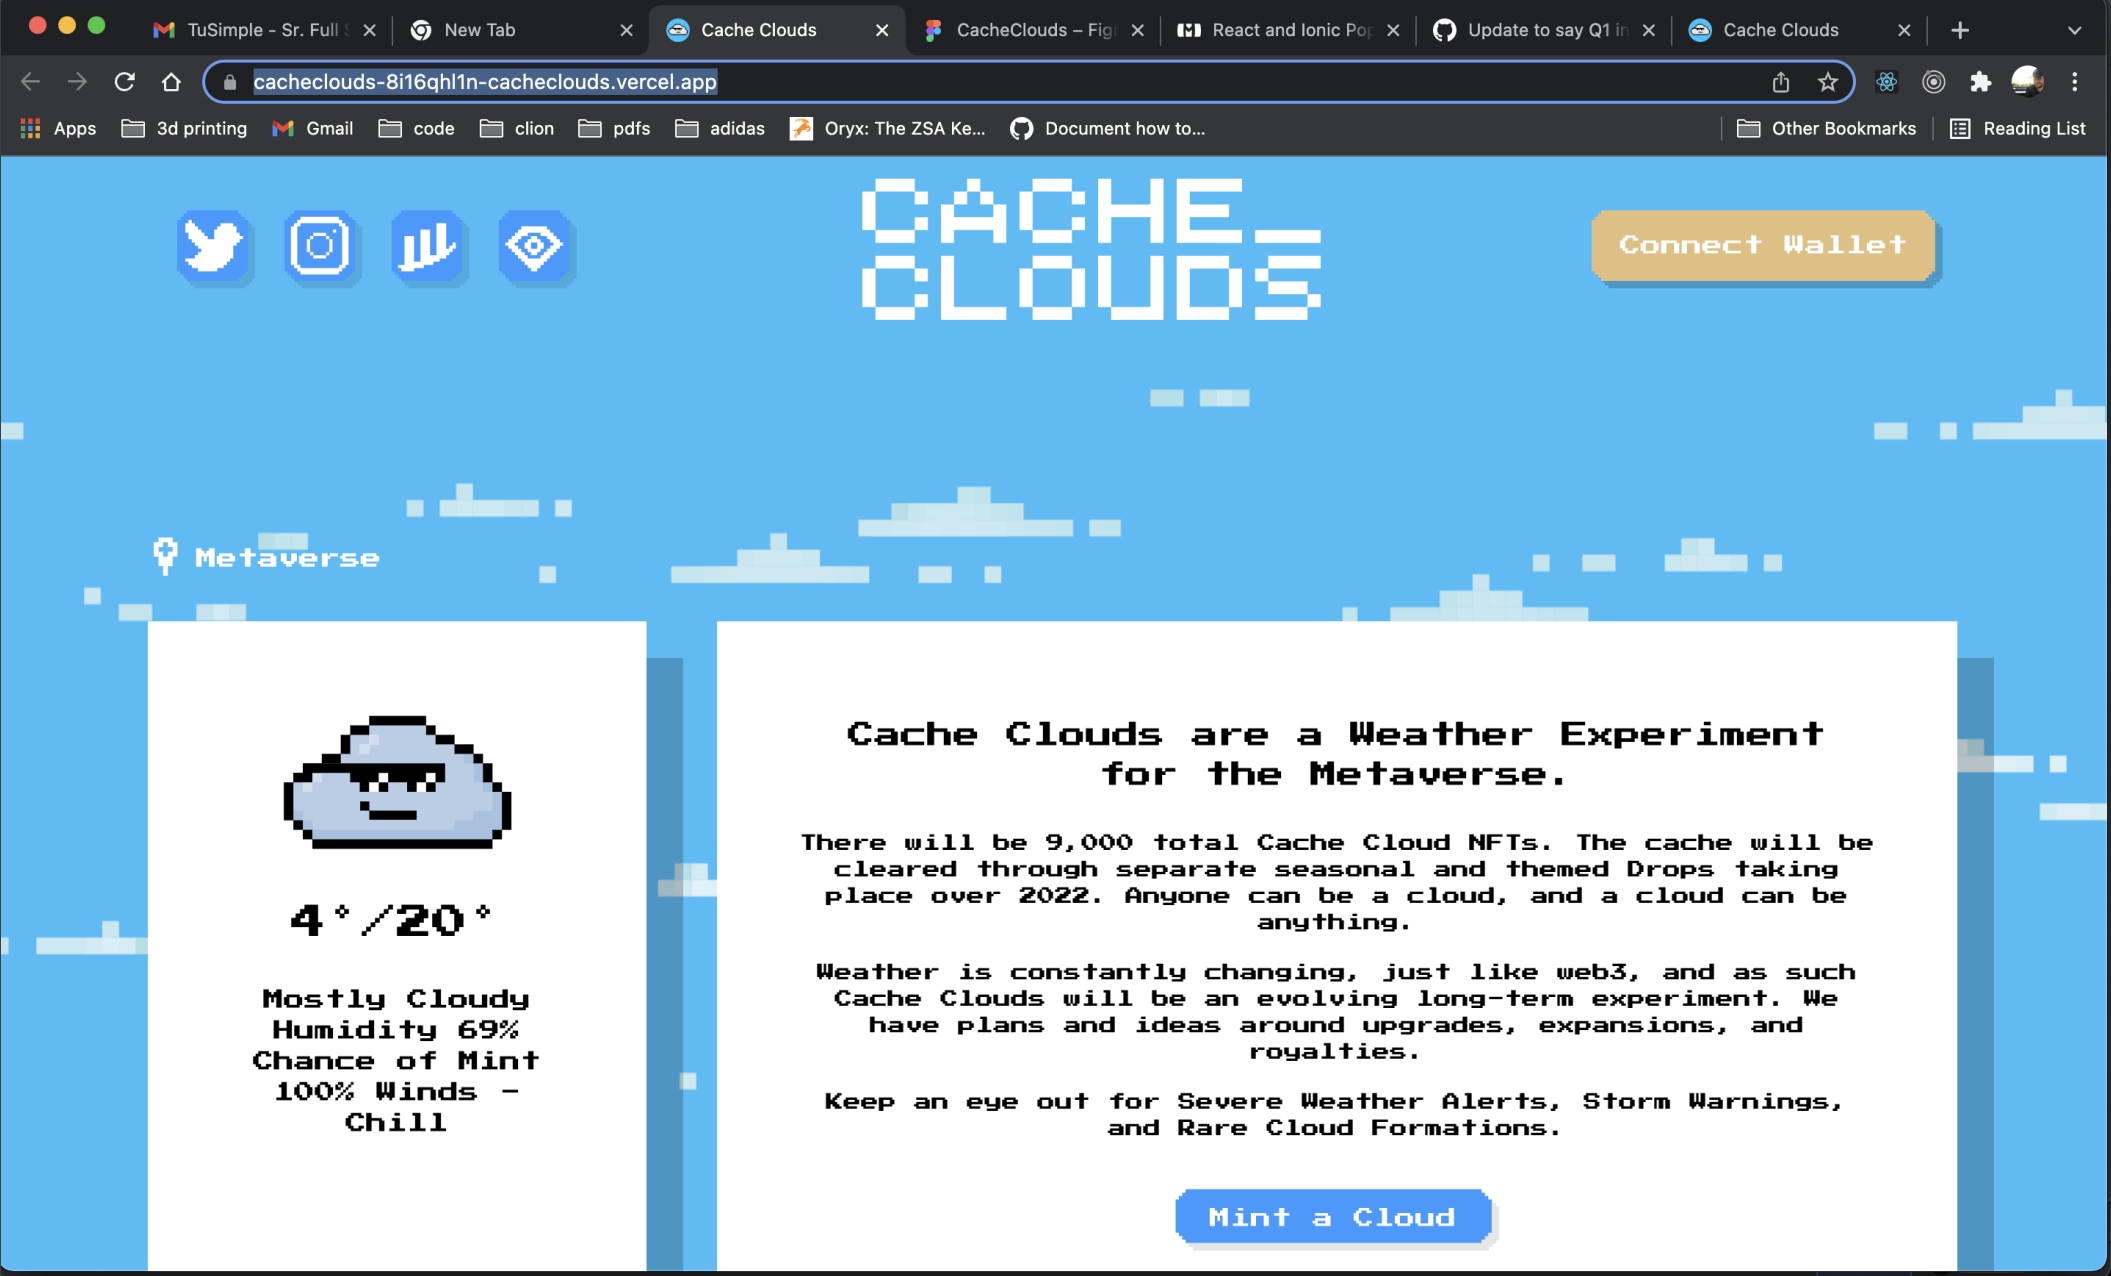 TuSimple - Sr. Full S
New Tab
Cache Clouds
CacheClouds – Figm
React and Ionic Pop
Update to say Q1 in
Cache Clouds
cacheclouds-8i16qhl1n-cacheclouds.vercel.app
Apps
3d printing
Gmail
code
clion
pdfs
adidas
Oryx: The ZSA Ke...
Document how to...
Other Bookmarks
Reading List
CACHE_
CLOUDS
Connect Wallet
Metaverse
4°/20°
Mostly Cloudy
Humidity 69%
Chance of Mint
100% Winds -
Chill
Cache Clouds are a Weather Experiment
for the Metaverse.
There will be 9,000 total Cache Cloud NFTs. The cache will be
cleared through separate seasonal and themed Drops taking
place over 2022. Anyone can be a cloud, and a cloud can be
anything.
Weather is constantly changing, just like web3, and as such
Cache Clouds will be an evolving long-term experiment. We
have plans and ideas around upgrades, expansions, and
royalties.
Keep an eye out for Severe Weather Alerts, Storm Warnings,
and Rare Cloud Formations.
Mint a Cloud